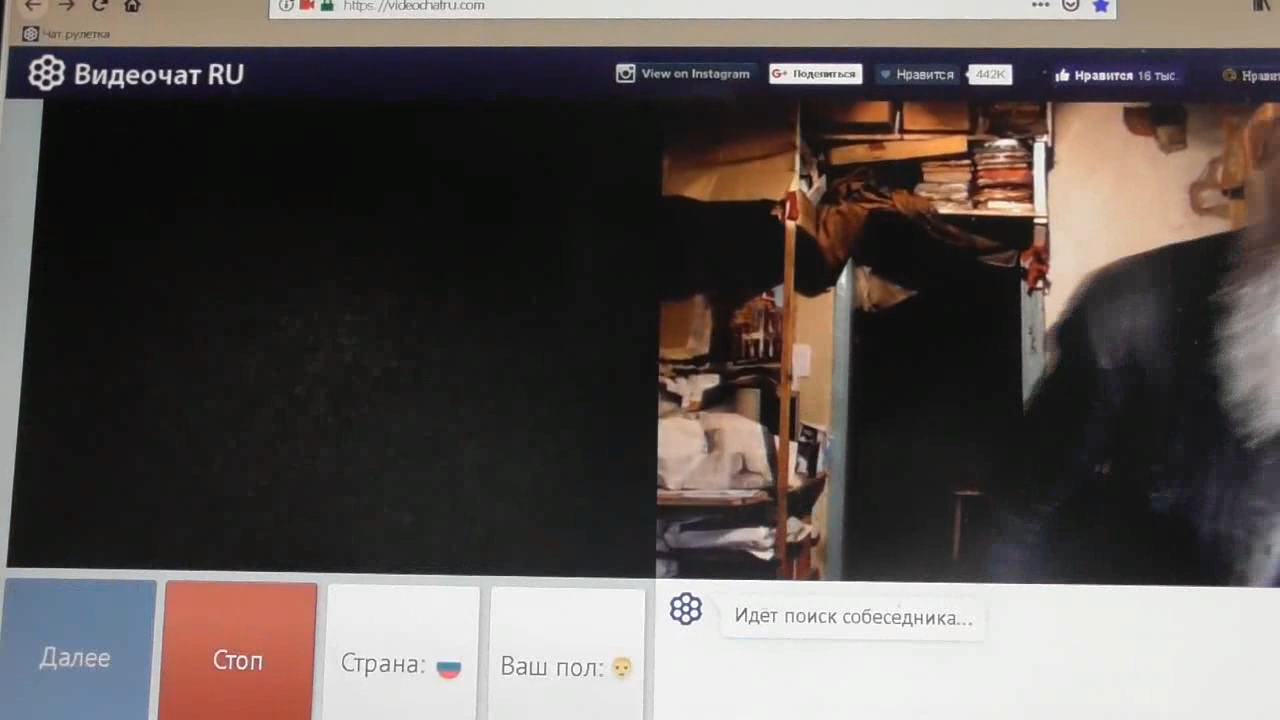 https://videochatru.com
Чат рулетка
Видеочат RU
View on Instagram
G+ Поделиться
Нравится
442K
Нравится 16 тыс.
Далее
Стоп
Страна:
Ваш пол:
Идёт поиск собеседника...